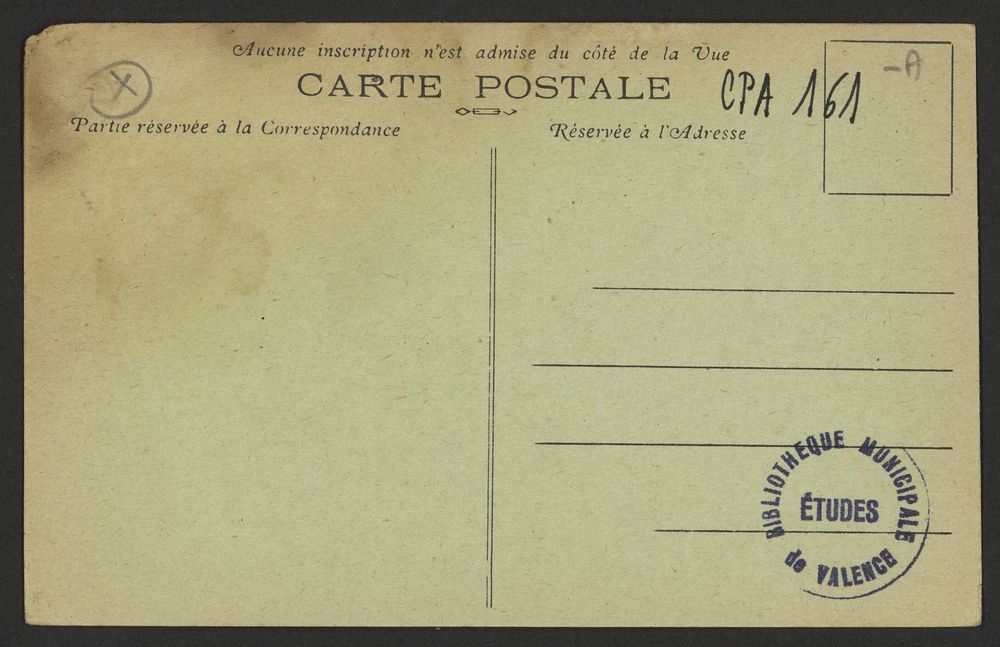 Aucune inscription n'est admise du côté de la Vue
X
CARTE POSTALE
CPA 161
-A
Partie réservée à la Correspondance
Réservée à l'Adresse
BIBLIOTHEQUE MUNICIPALE
ÉTUDES
de VALENCE